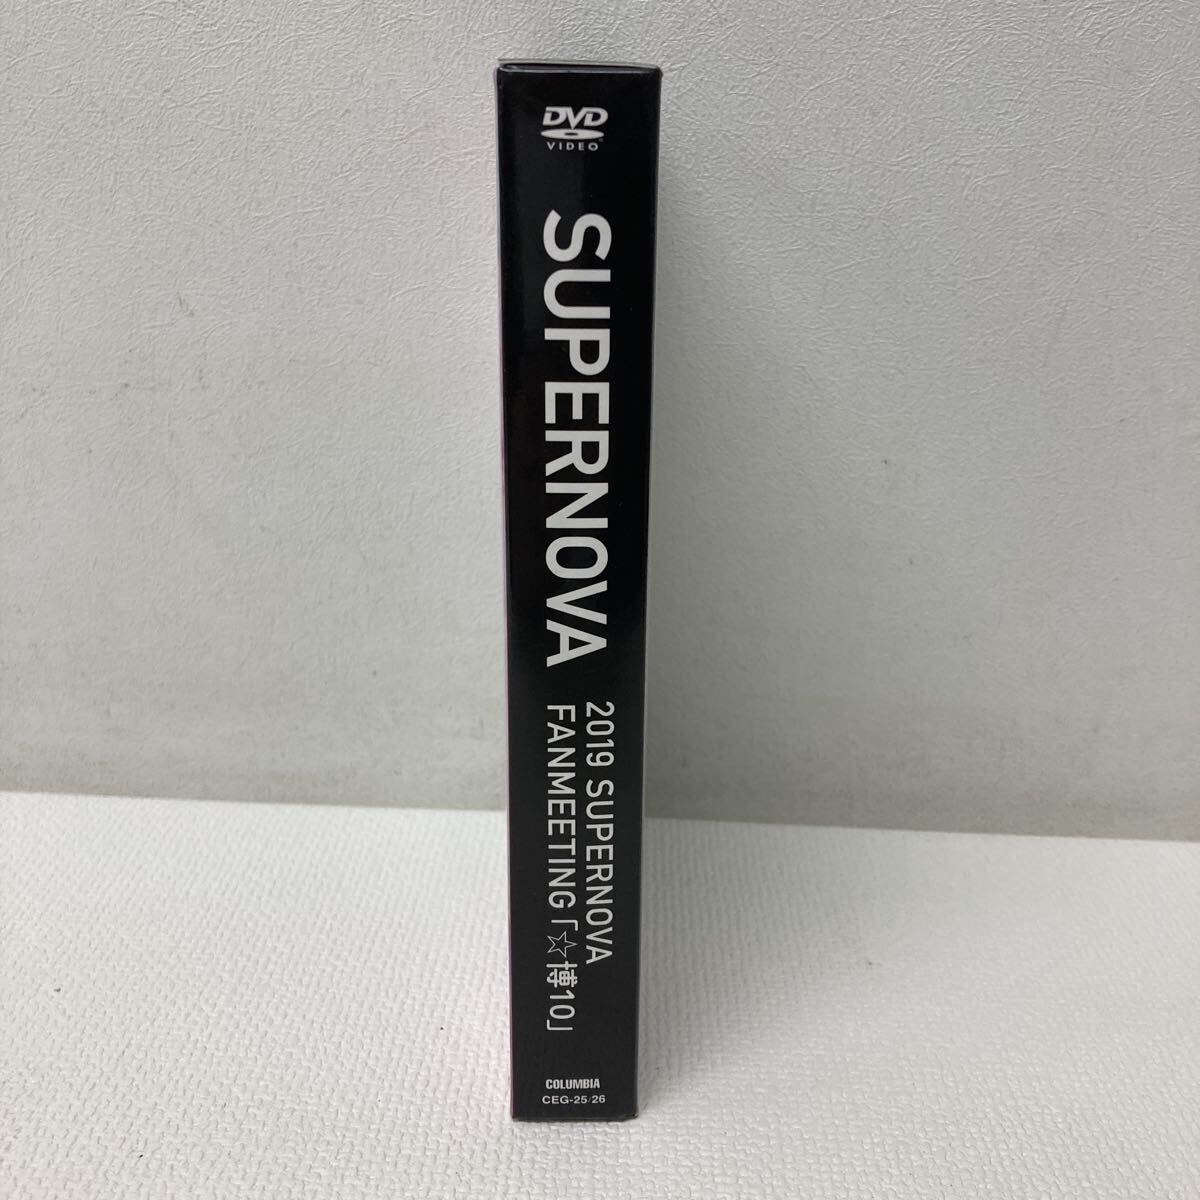 DVD
VIDEO
SUPERNOVA
2019 SUPERNOVA
FANMEETING「☆博10」
COLUMBIA
CEG-25/26